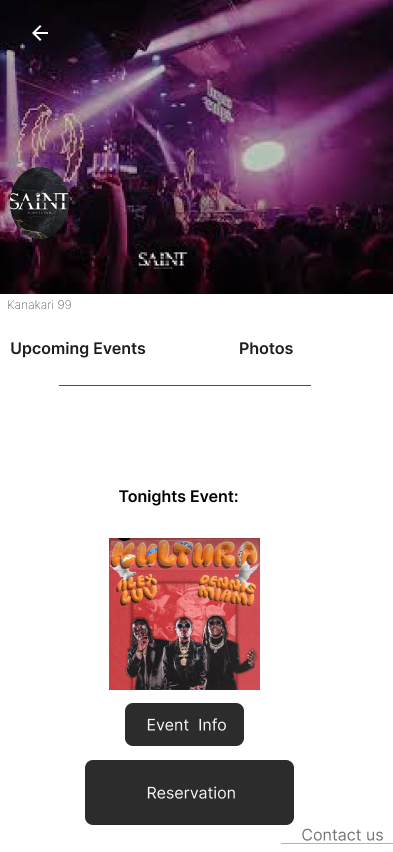 SAINT
SAINT
Kanakari 99
Upcoming Events
Photos
Tonights Event:
KULTURA
ALEX LUV
DENNIS MIAMI
Event Info
Reservation
Contact us